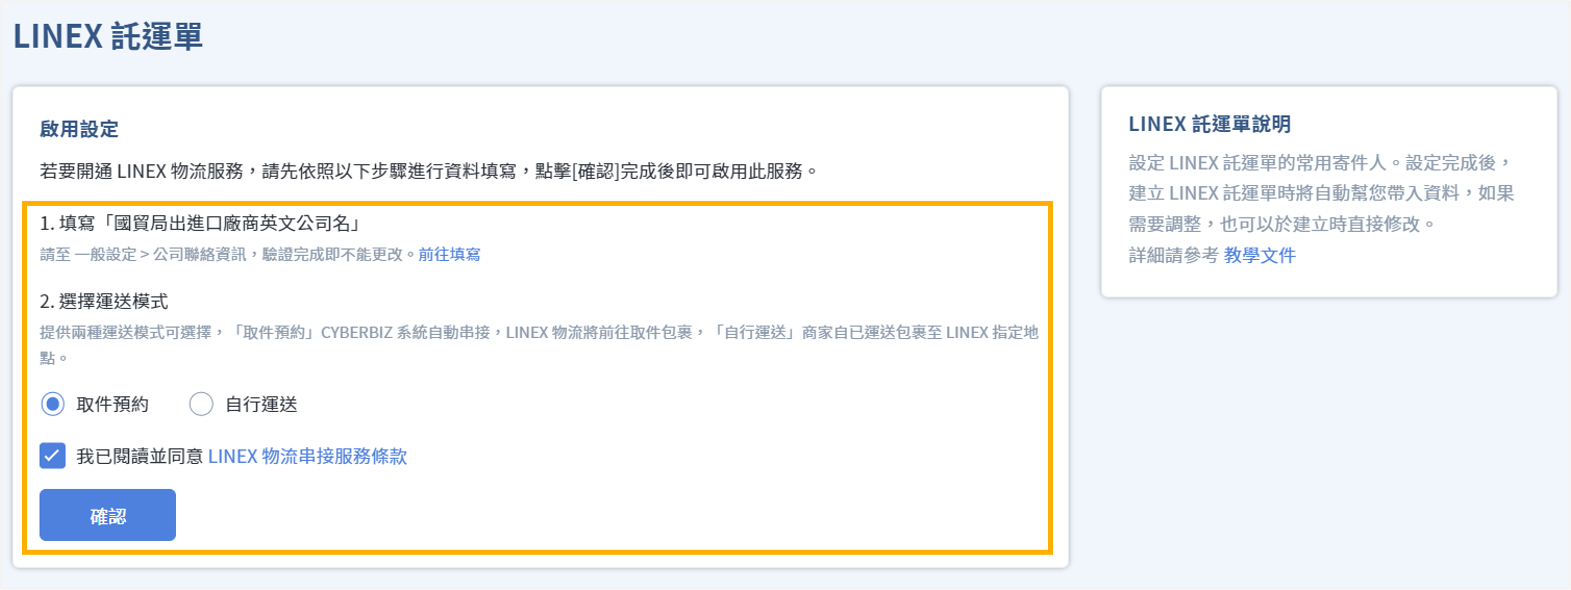 LINEX 託運單
啟用設定
若要開通 LINEX 物流服務，請先依照以下步驟進行資料填寫，點擊[確認]完成後即可啟用此服務。
1. 填寫「國貿局出進口廠商英文公司名」
請至 一般設定 > 公司聯絡資訊，驗證完成即不能更改。前往填寫
2. 選擇運送模式
提供兩種運送模式可選擇，「取件預約」CYBERBIZ 系統自動串接，LINEX 物流將前往取件包裹，「自行運送」商家自已運送包裹至 LINEX 指定地
點。
取件預約 自行運送
我已閱讀並同意 LINEX 物流串接服務條款
確認
LINEX 託運單說明
設定 LINEX 託運單的常用寄件人。設定完成後，
建立 LINEX 託運單時將自動幫您帶入資料，如果
需要調整，也可以於建立時直接修改。
詳細請參考 教學文件